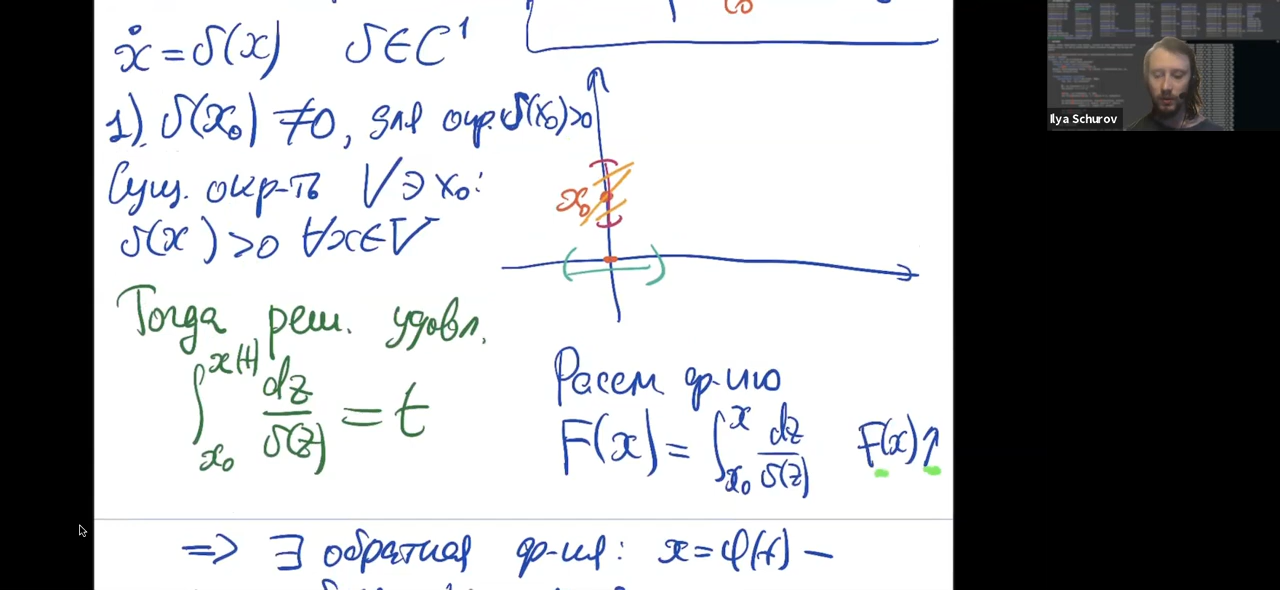 ẋ = υ(x) υ∈C¹
1). υ(x₀) ≠ 0, для опр. υ(x₀)>0
Сущ. окр-ть V∋x₀:
υ(x)>0 ∀x∈V
x₀
Тогда реш. удовл.
∫_{x₀}^{x(t)} dz/υ(z) = t
Рассм ф-ию
F(x) = ∫_{x₀}^{x} dz/υ(z) F(x)↑
=> ∃ обратная ф-ия: x=φ(t) –
Ilya Schurov